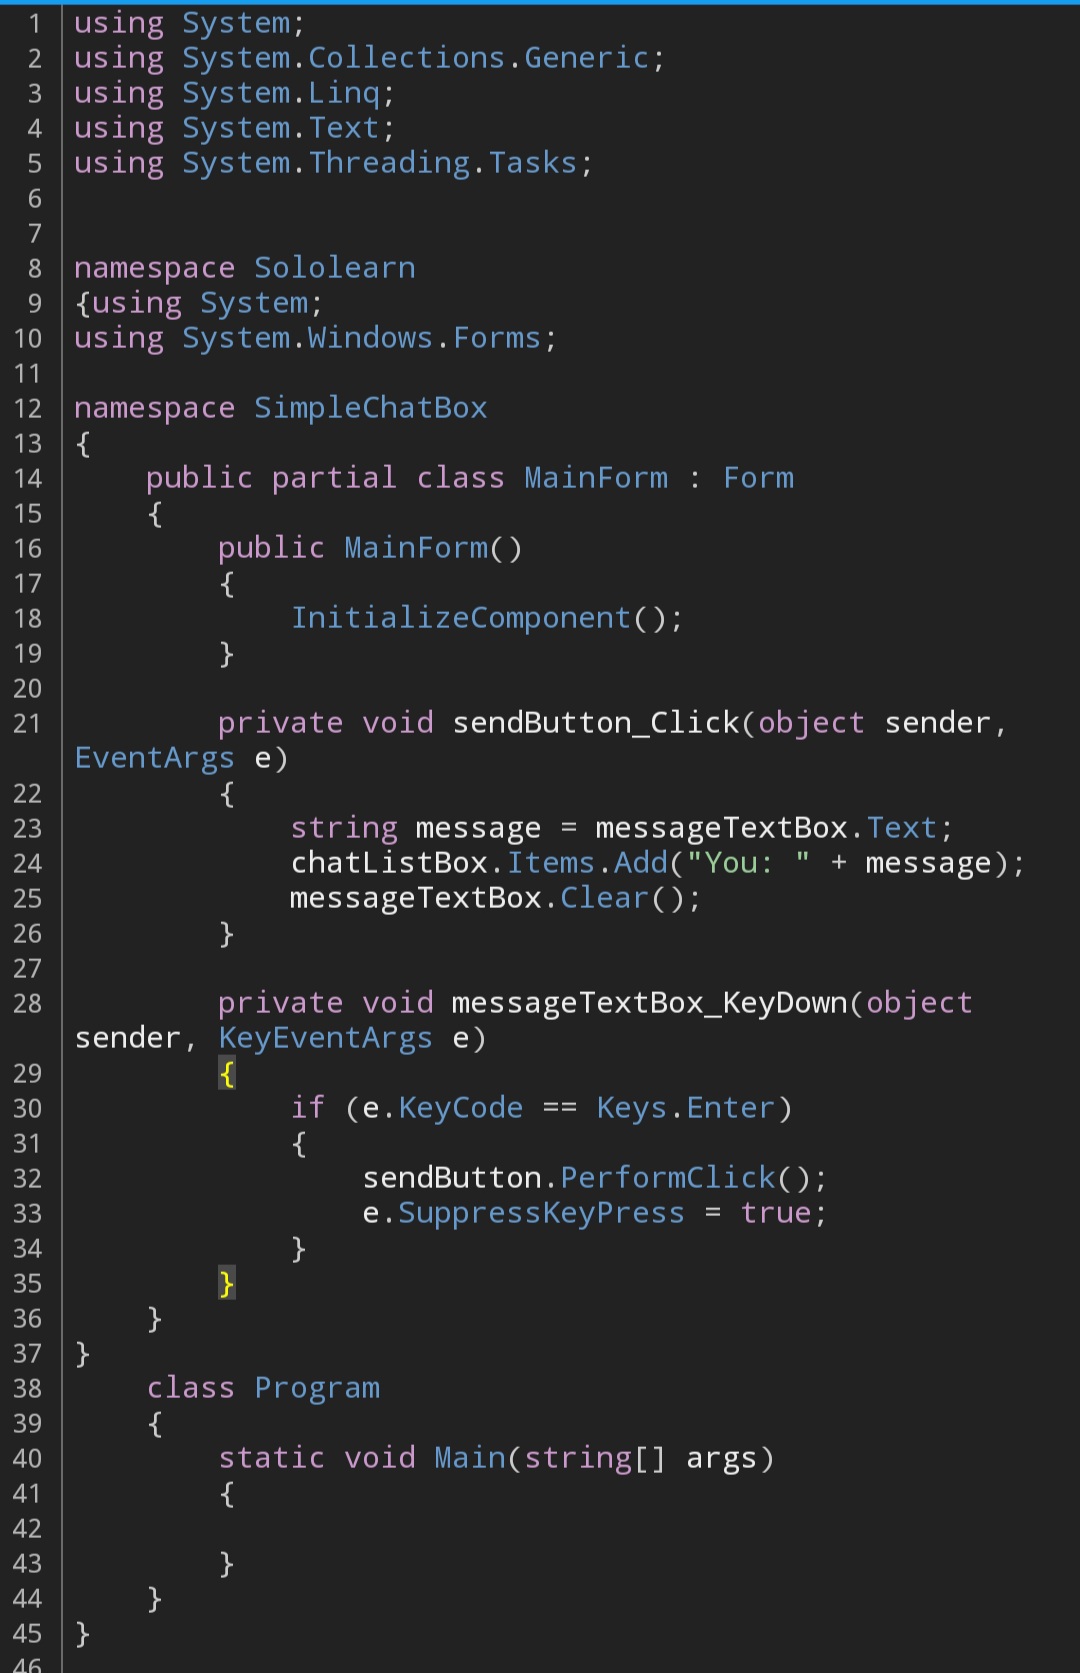 1 using System;
2 using System.Collections.Generic;
3 using System.Linq;
4 using System.Text;
5 using System.Threading.Tasks;
6
7
8 namespace Sololearn
9 {using System;
10 using System.Windows.Forms;
11
12 namespace SimpleChatBox
13 {
14     public partial class MainForm : Form
15     {
16         public MainForm()
17         {
18             InitializeComponent();
19         }
20
21         private void sendButton_Click(object sender,
EventArgs e)
22         {
23             string message = messageTextBox.Text;
24             chatListBox.Items.Add("You: " + message);
25             messageTextBox.Clear();
26         }
27
28         private void messageTextBox_KeyDown(object
sender, KeyEventArgs e)
29         {
30             if (e.KeyCode == Keys.Enter)
31             {
32                 sendButton.PerformClick();
33                 e.SuppressKeyPress = true;
34             }
35         }
36     }
37 }
38     class Program
39     {
40         static void Main(string[] args)
41         {
42
43         }
44     }
45 }
46